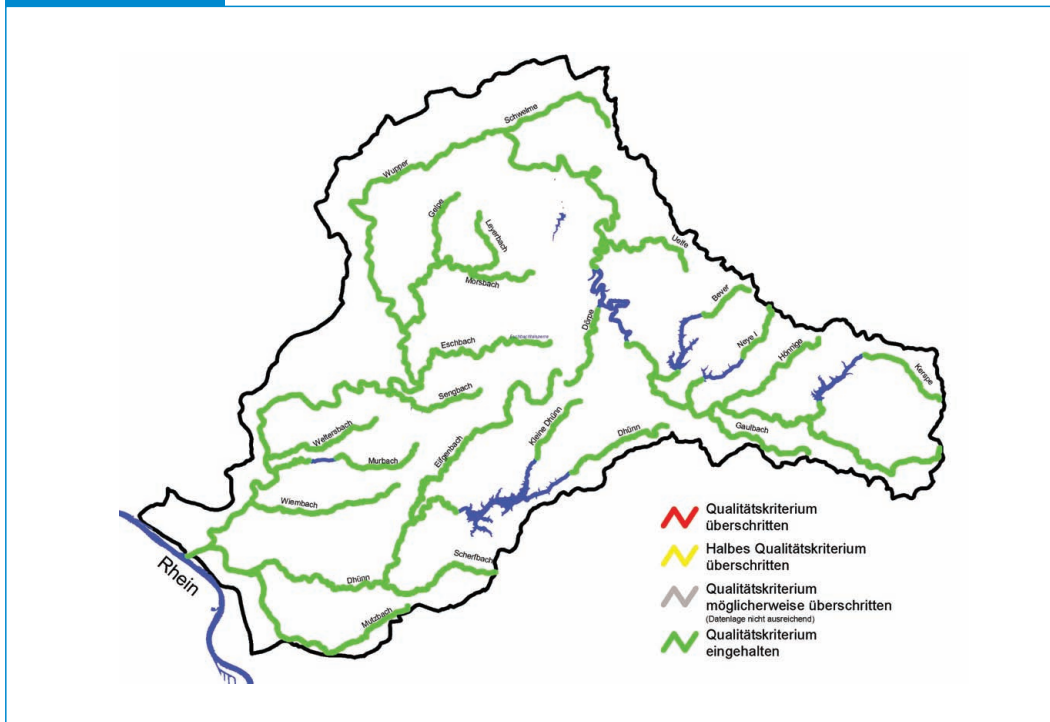 Schwelme
Wupper
Gelpe
Leyerbach
Morsbach
Uelfe
Bever
Neye I
Hönnige
Kerspe
Dörpe
Eschbach
Sengbach
Weltersbach
Murbach
Eifgenbach
Kleine Dhünn
Dhünn
Gaulbach
Wiembach
Rhein
Dhünn
Scherfbach
Mutzbach
Qualitätskriterium
überschritten
Halbes Qualitätskriterium
überschritten
Qualitätskriterium
möglicherweise überschritten
(Datenlage nicht ausreichend)
Qualitätskriterium
eingehalten